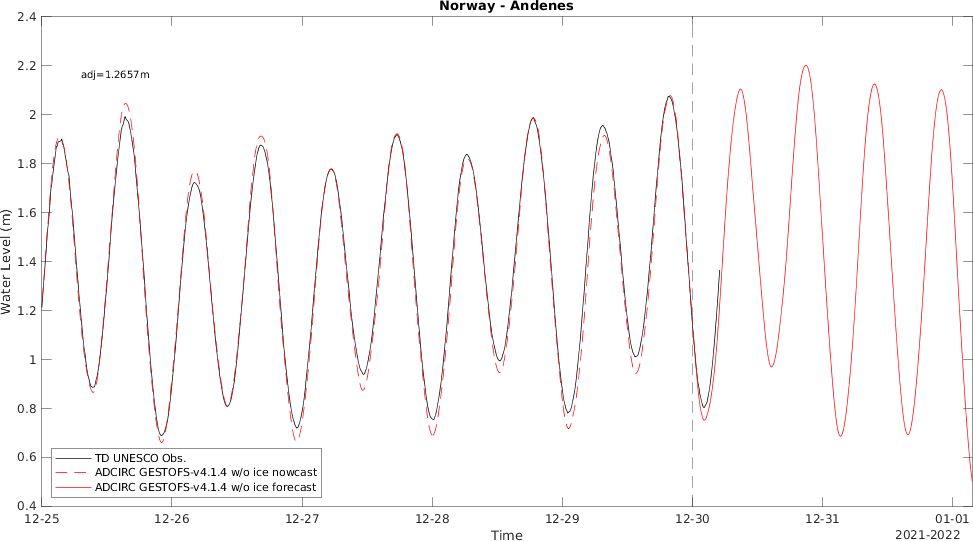 Norway - Andenes
adj=1.2657m
2.4
2.2
2
1.8
1.6
1.4
1.2
1
0.8
0.6
0.4
Water Level (m)
TD UNESCO Obs.
ADCIRC GESTOFS-v4.1.4 w/o ice nowcast
ADCIRC GESTOFS-v4.1.4 w/o ice forecast
12-25 12-26 12-27 12-28 12-29 12-30 12-31 01-01
Time
2021-2022